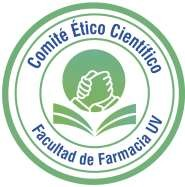 Comité Ético Científico
Facultad de Farmacia UV